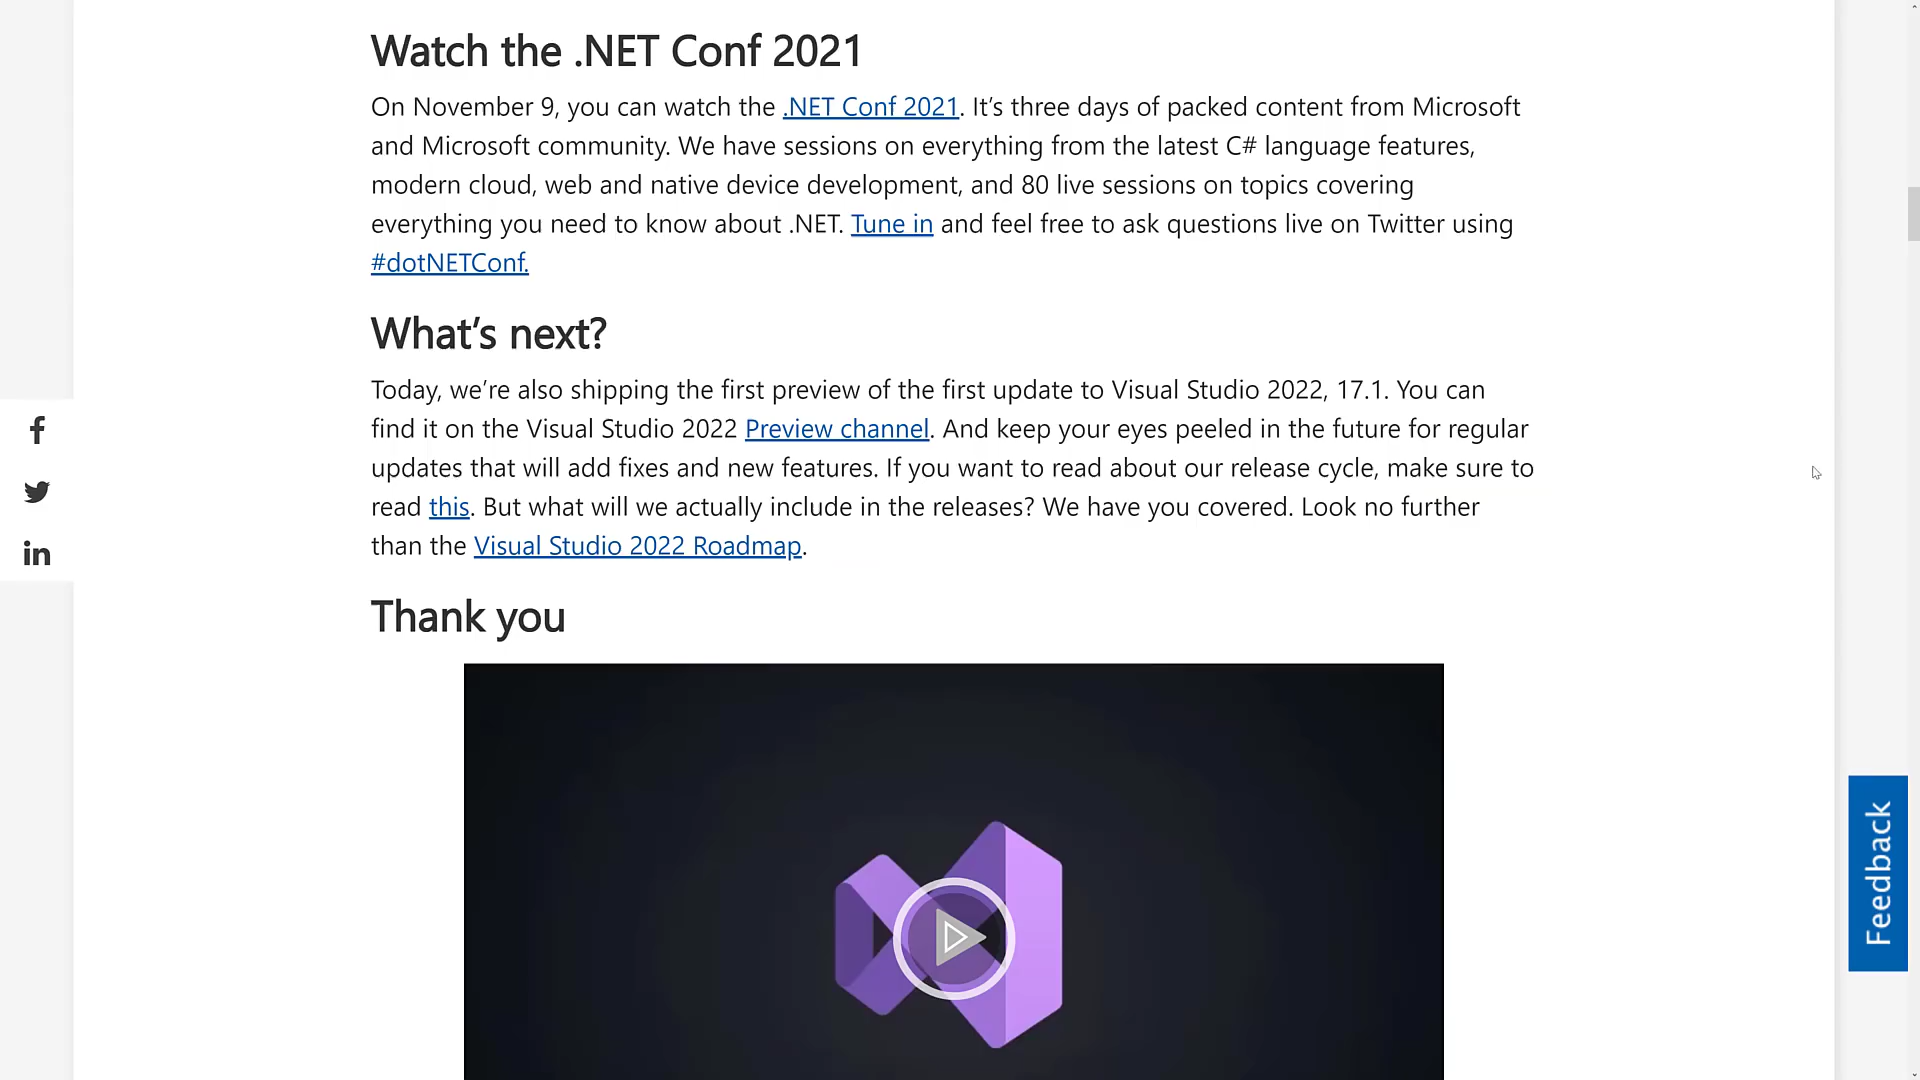 Watch the .NET Conf 2021
On November 9, you can watch the .NET Conf 2021. It’s three days of packed content from Microsoft
and Microsoft community. We have sessions on everything from the latest C# language features,
modern cloud, web and native device development, and 80 live sessions on topics covering
everything you need to know about .NET. Tune in and feel free to ask questions live on Twitter using
#dotNETConf.
What’s next?
Today, we’re also shipping the first preview of the first update to Visual Studio 2022, 17.1. You can
find it on the Visual Studio 2022 Preview channel. And keep your eyes peeled in the future for regular
updates that will add fixes and new features. If you want to read about our release cycle, make sure to
read this. But what will we actually include in the releases? We have you covered. Look no further
than the Visual Studio 2022 Roadmap.
Thank you
Feedback